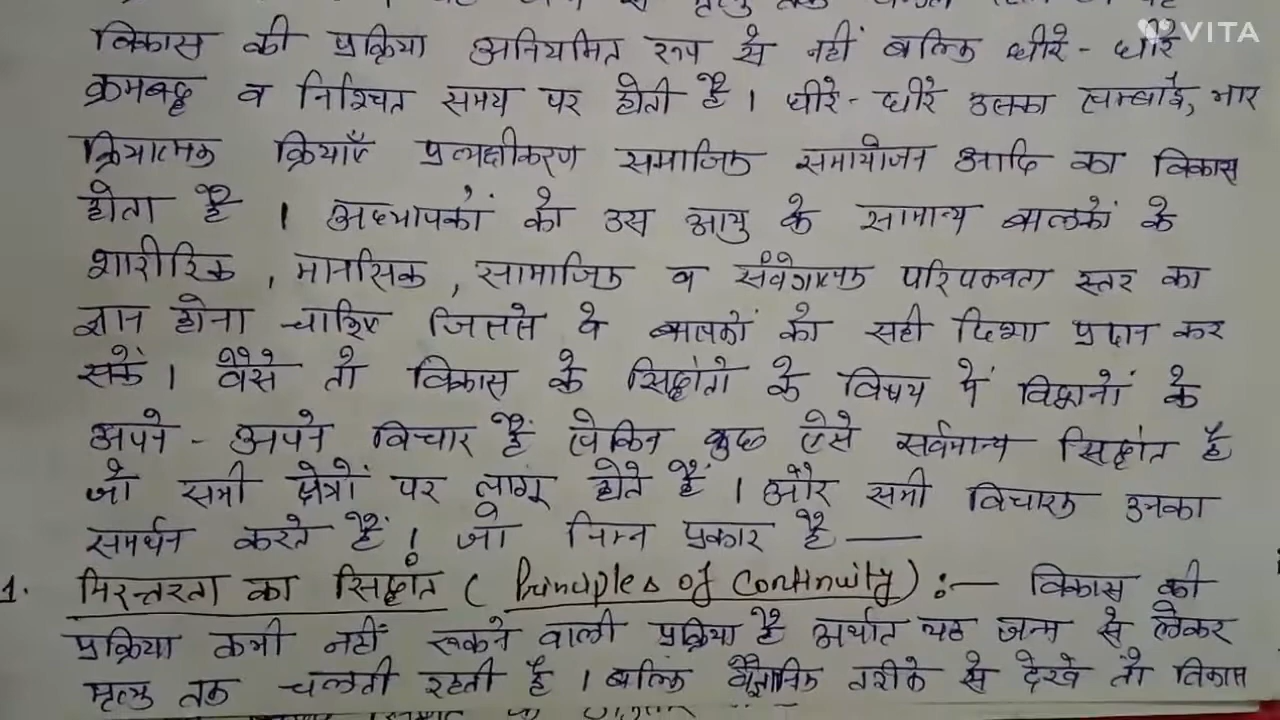 VITA
विकास की प्रक्रिया अनियमित रूप से नहीं बल्कि धीरे - धीरे
क्रमबद्ध व निश्चित समय पर होती है । धीरे - धीरे उसका लम्बाई, भार
क्रियात्मक क्रियाएँ प्रत्यक्षीकरण समाजिक समायोजन आदि का विकास
होता है । अध्यापकों को उस आयु के सामान्य बालकों के
शारीरिक , मानसिक , सामाजिक व संवेगात्मक परिपक्वता स्तर का
ज्ञान होना चाहिए जिससे वे बालकों को सही दिशा प्रदान कर
सकें । वैसे तो विकास के सिद्धांतो के विषय में विद्वानों के
अपने - अपने विचार हैं लेकिन कुछ ऐसे सर्वमान्य सिद्धांत है
जो सभी क्षेत्रों पर लागू होते हैं । और सभी विचारक उनका
समर्थन करते हैं । जो निम्न प्रकार है —
1. निरन्तरता का सिद्धांत ( Principles of Continuity ) :— विकास की
प्रक्रिया कभी नहीं रूकने वाली प्रक्रिया है अर्थात यह जन्म से लेकर
मृत्यु तक चलती रहती है । बल्कि वैज्ञानिक तरीके से देखे तो विकास